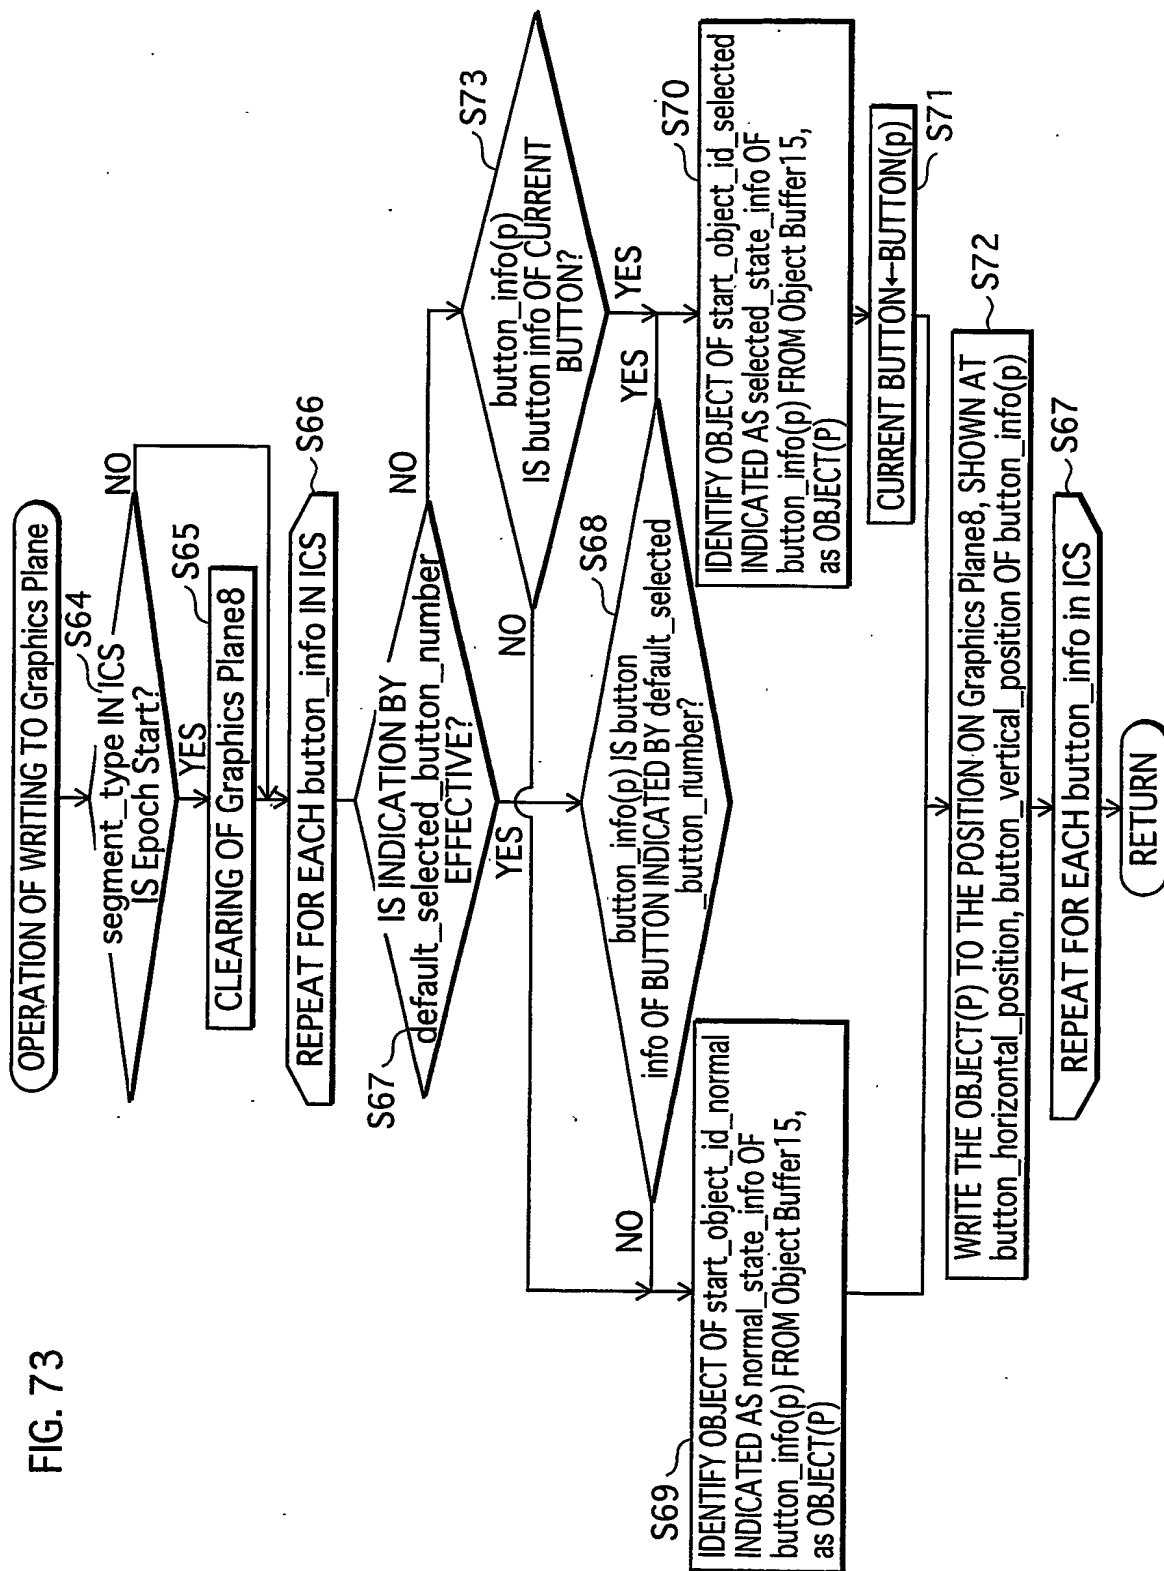 FIG. 73
OPERATION OF WRITING TO Graphics Plane
S64
segment_type IN ICS
IS Epoch Start?
NO
YES
S65
CLEARING OF Graphics Plane8
S66
REPEAT FOR EACH button_info IN ICS
S67
IS INDICATION BY
default_selected_button_number
EFFECTIVE?
NO
YES
S73
button_info(p)
IS button info OF CURRENT
BUTTON?
NO
YES
S68
button_info(p) IS button
info OF BUTTON INDICATED BY default_selected
_button_number?
NO
YES
S69
IDENTIFY OBJECT OF start_object_id_normal
INDICATED AS normal_state_info OF
button_info(p) FROM Object Buffer15,
as OBJECT(P)
S70
IDENTIFY OBJECT OF start_object_id_selected
INDICATED AS selected_state_info OF
button_info(p) FROM Object Buffer15,
as OBJECT(P)
S71
CURRENT BUTTON←BUTTON(p)
S72
WRITE THE OBJECT(P) TO THE POSITION ON Graphics Plane8, SHOWN AT
button_horizontal_position, button_vertical_position OF button_info(p)
S67
REPEAT FOR EACH button_info in ICS
RETURN